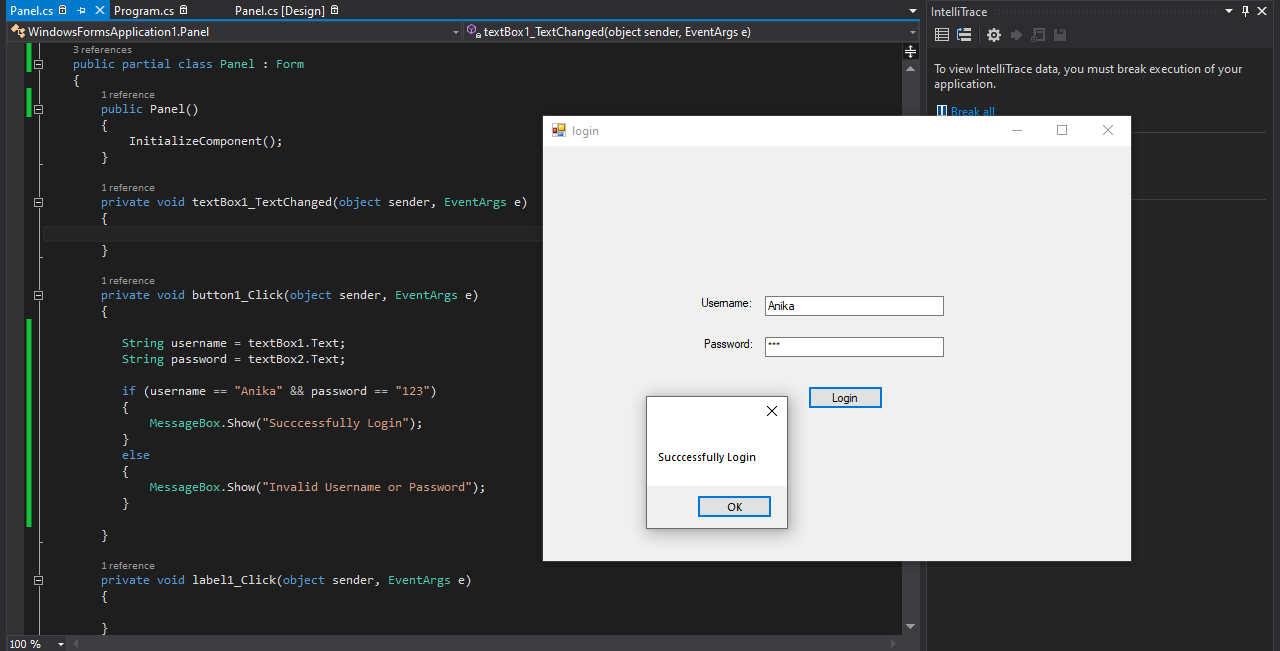 Panel.cs
Program.cs
Panel.cs [Design]
WindowsFormsApplication1.Panel
textBox1_TextChanged(object sender, EventArgs e)
3 references
public partial class Panel : Form
{
1 reference
public Panel()
{
InitializeComponent();
}
1 reference
private void textBox1_TextChanged(object sender, EventArgs e)
{
}
1 reference
private void button1_Click(object sender, EventArgs e)
{
String username = textBox1.Text;
String password = textBox2.Text;
if (username == "Anika" && password == "123")
{
MessageBox.Show("Succcessfully Login");
}
else
{
MessageBox.Show("Invalid Username or Password");
}
}
1 reference
private void label1_Click(object sender, EventArgs e)
{
}
100 %
IntelliTrace
To view IntelliTrace data, you must break execution of your
application.
Break all
login
Username:
Anika
Password:
***
Login
Succcessfully Login
OK